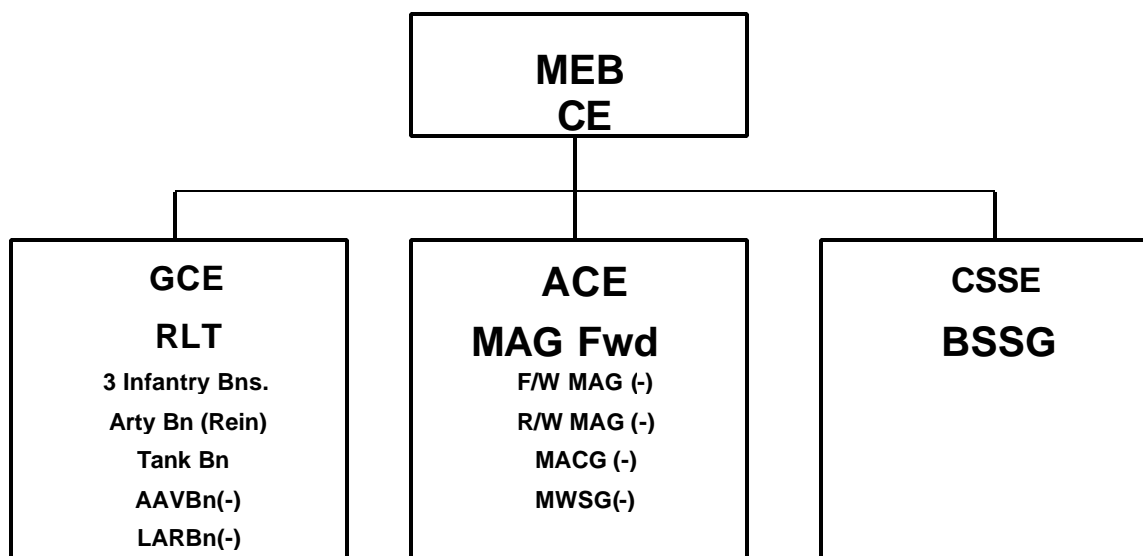 MEB
CE
GCE
RLT
3 Infantry Bns.
Arty Bn (Rein)
Tank Bn
AAVBn(-)
LARBn(-)
ACE
MAG Fwd
F/W MAG (-)
R/W MAG (-)
MACG (-)
MWSG(-)
CSSE
BSSG